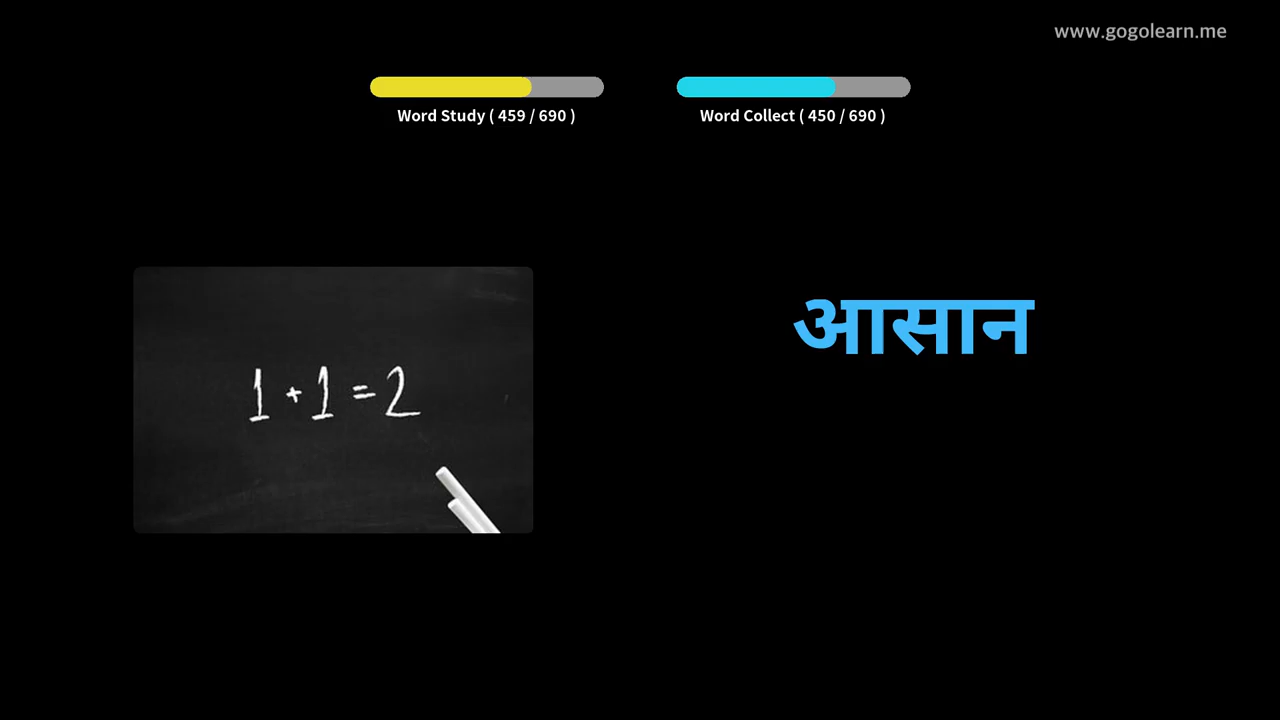 www.gogolearn.me
Word Study ( 459 / 690 )
Word Collect ( 450 / 690 )
आसान
1 + 1 = 2